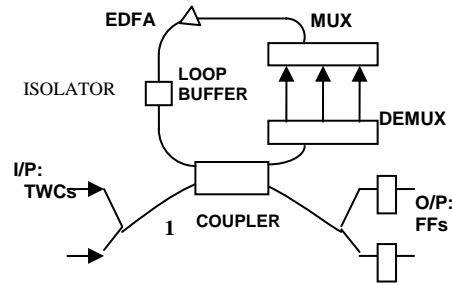 EDFA
MUX
ISOLATOR
LOOP
BUFFER
DEMUX
I/P:
TWCs
1
COUPLER
O/P:
FFs